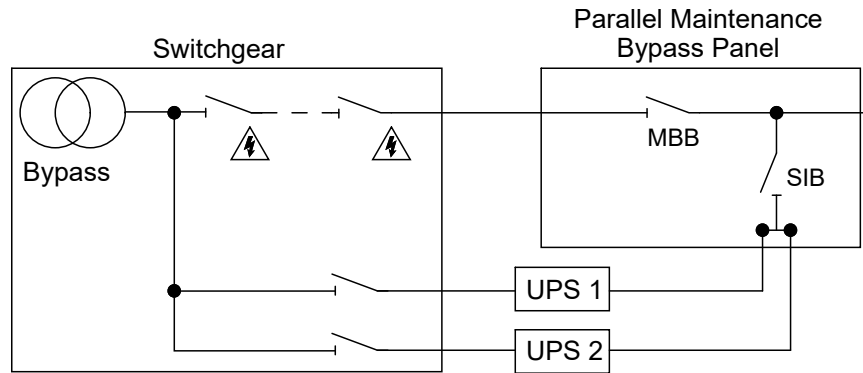 Parallel Maintenance
Bypass Panel
Switchgear
Bypass
MBB
SIB
UPS 1
UPS 2